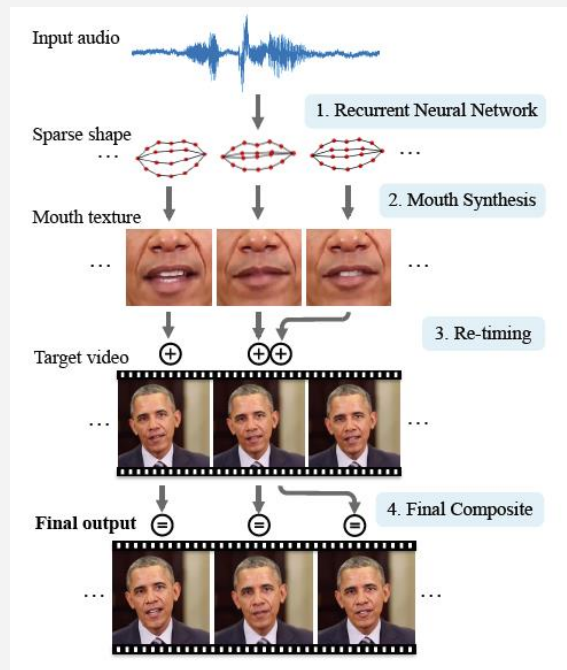 Input audio
1. Recurrent Neural Network
Sparse shape
... ...
2. Mouth Synthesis
Mouth texture
... ...
3. Re-timing
+ + +
Target video
... ...
4. Final Composite
Final output = = =
... ...